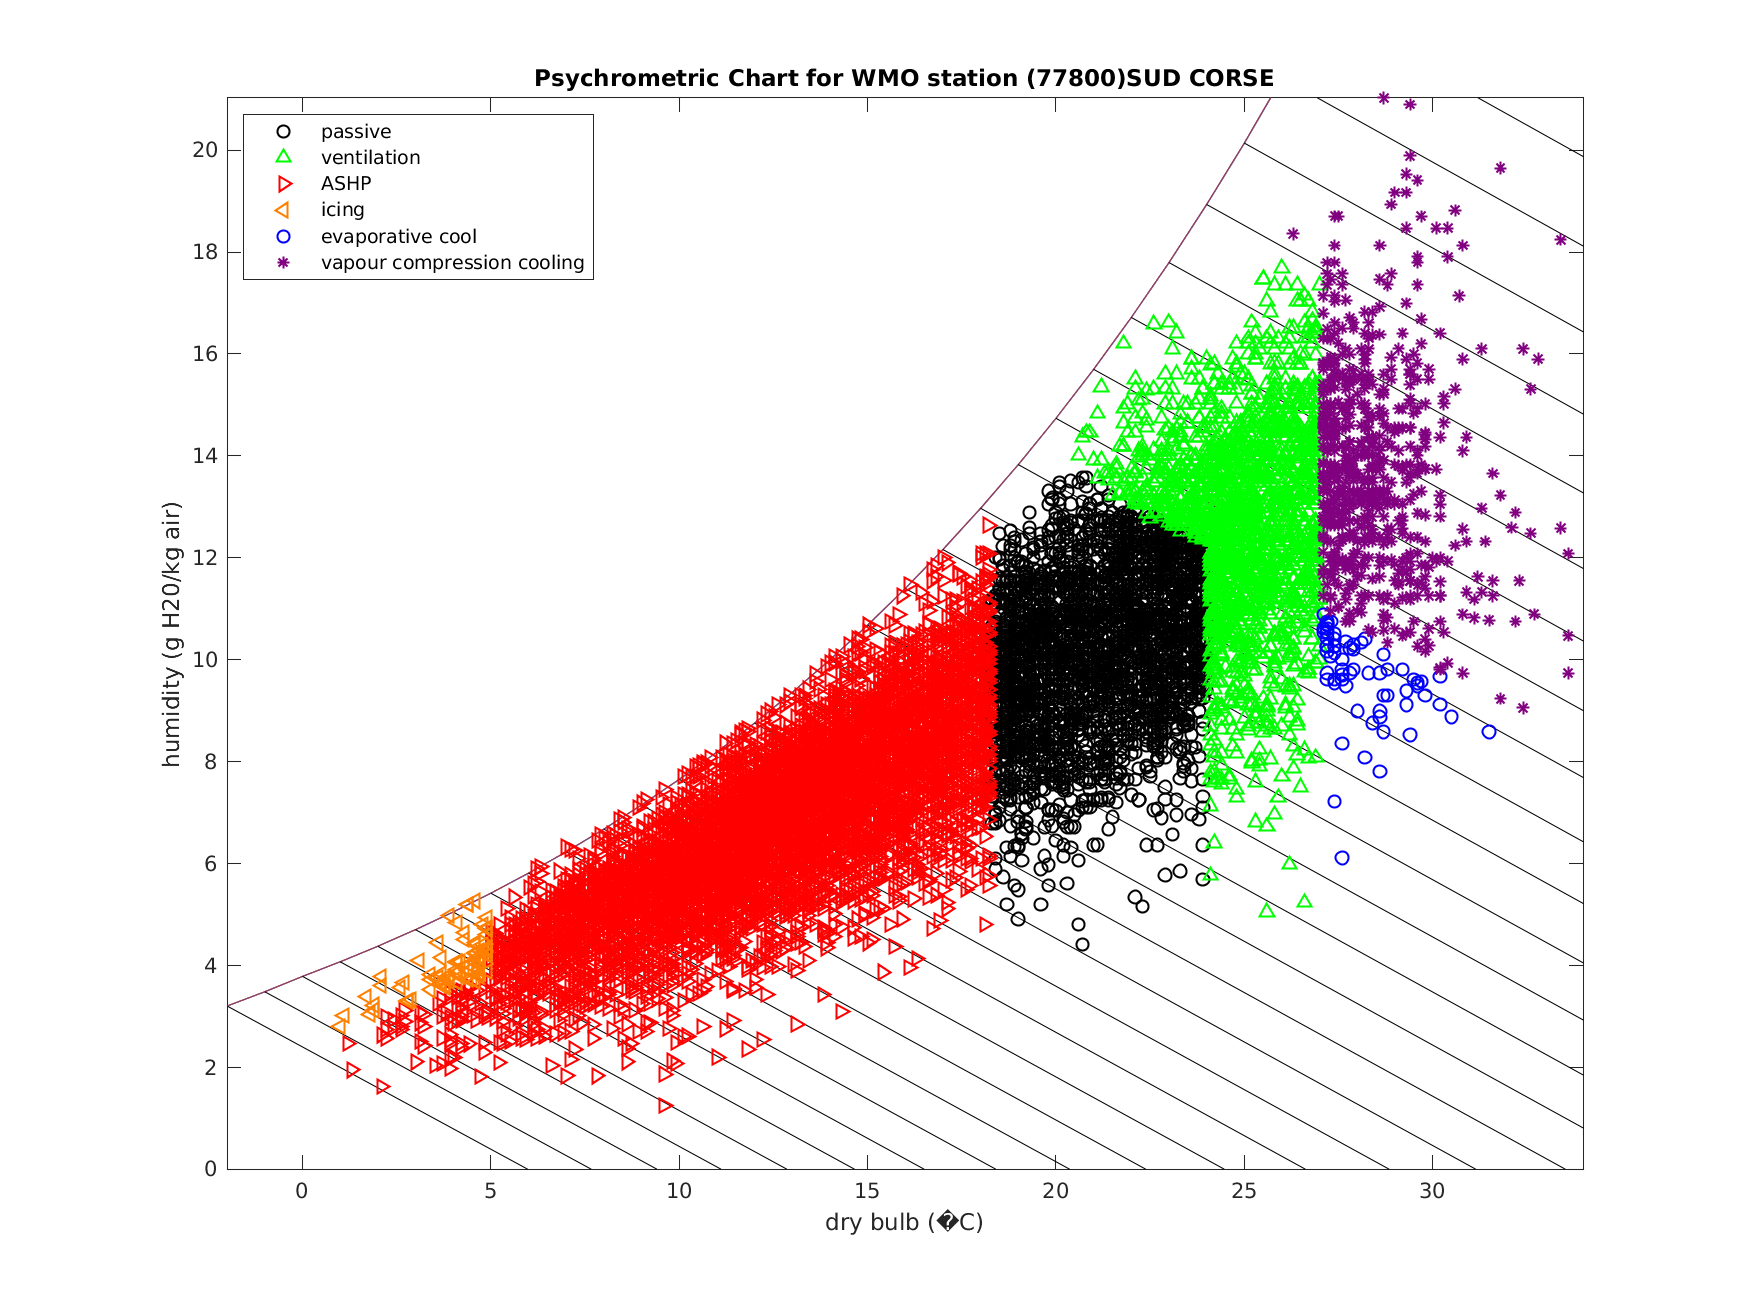 Psychrometric Chart for WMO station (77800)SUD CORSE
passive
ventilation
ASHP
icing
evaporative cool
vapour compression cooling
humidity (g H20/kg air)
20
18
16
14
12
10
8
6
4
2
0
0 5 10 15 20 25 30
dry bulb (�C)